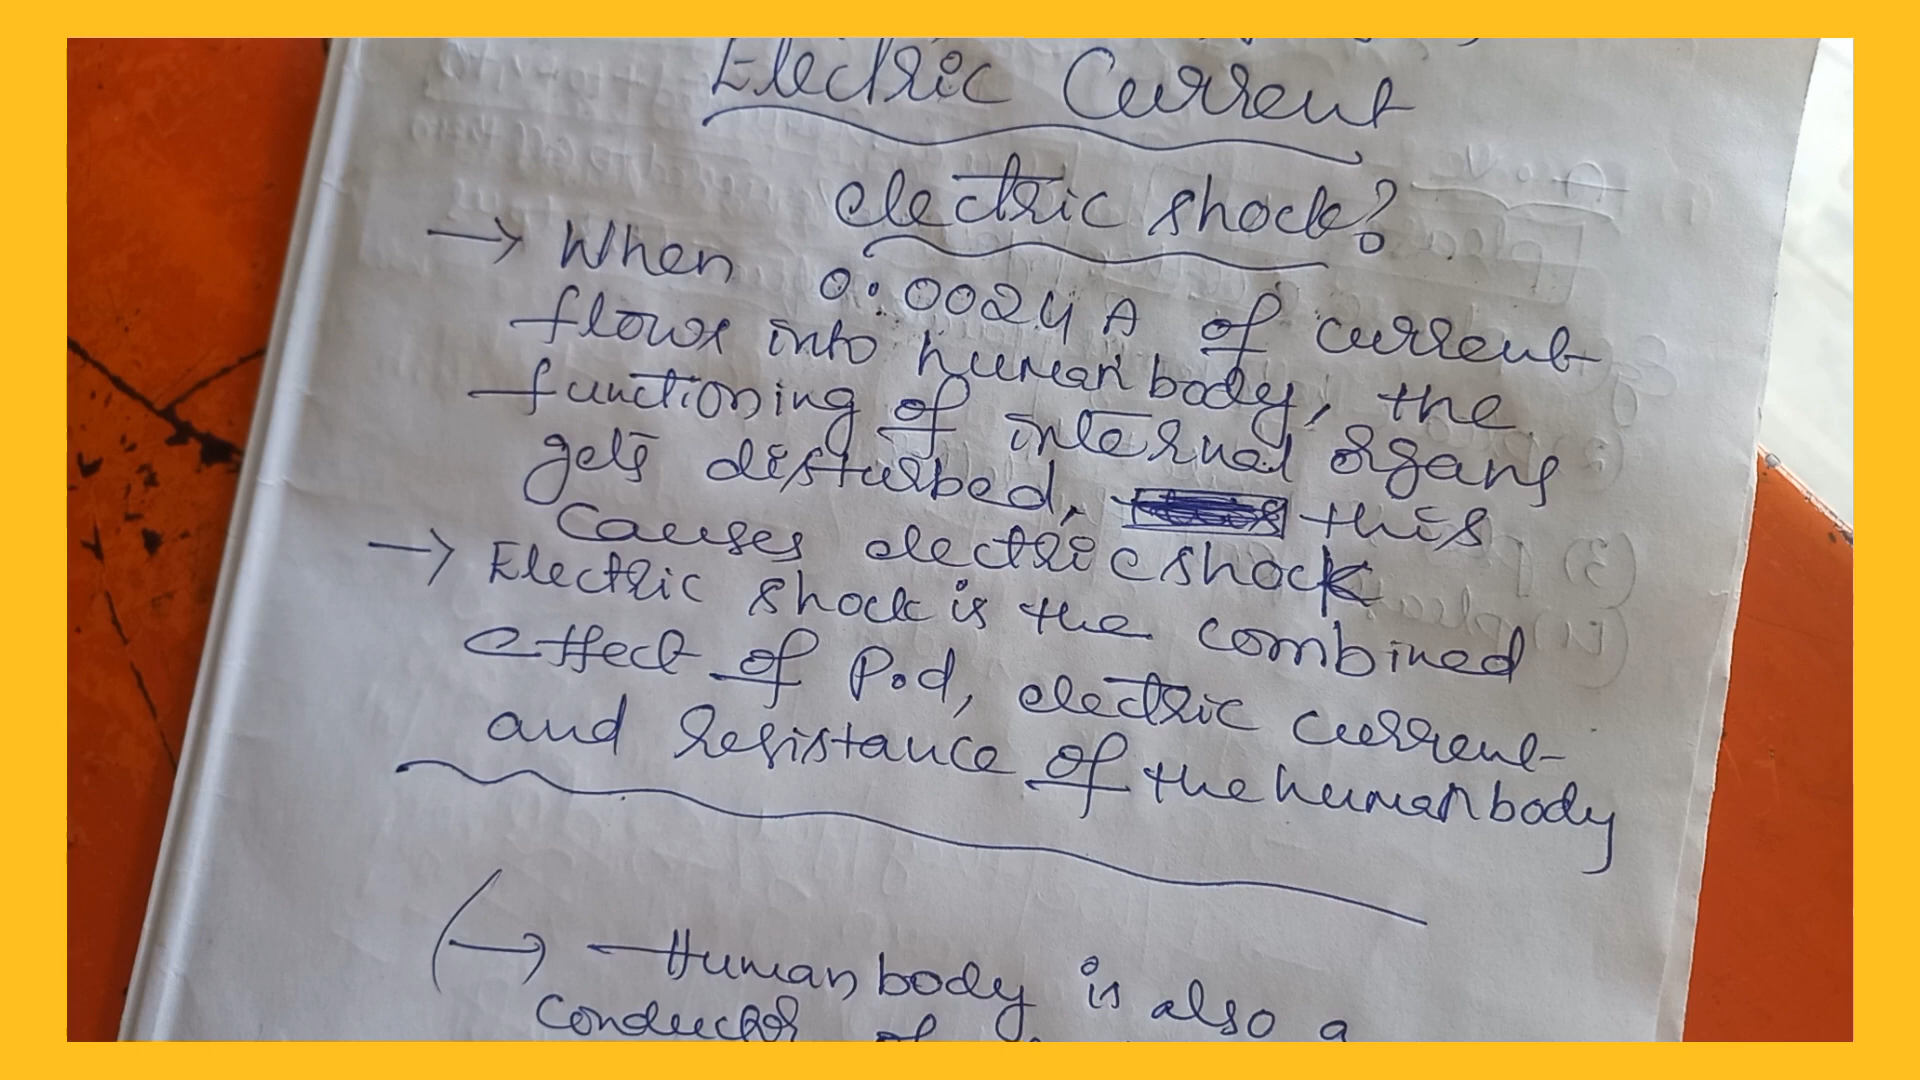 Electric Current
electric shock?
→ When 0.0024 A of current
flows into human body, the
functioning of internal organs
gets disturbed, this
causes electric shock
→ Electric shock is the combined
effect of P.d, electric current
and resistance of the human body
(→ Human body is also a
conductor of